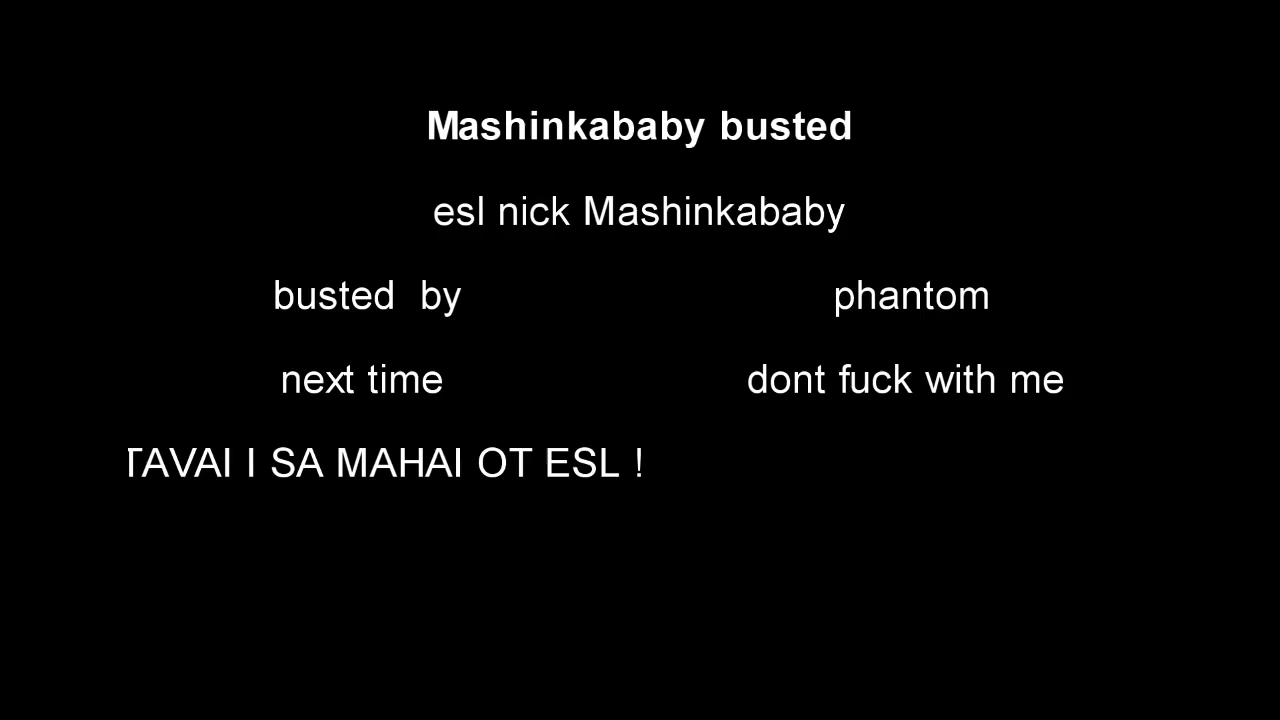 Mashinkababy busted
esl nick Mashinkababy
busted  by phantom
next time dont fuck with me
TAVAI I SA MAHAI OT ESL !